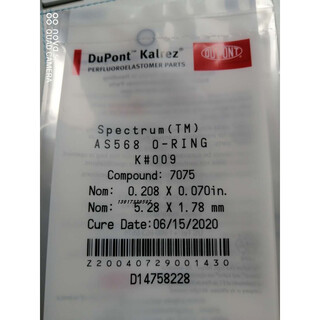 DuPont™ Kalrez®
PERFLUOROELASTOMER PARTS
DUPONT
Spectrum(TM)
AS568 O-RING
K#009
Compound: 7075
Nom: 0.208 X 0.070in.
Nom: 5.28 X 1.78 mm
Cure Date:06/15/2020
Z20040729001430
D14758228